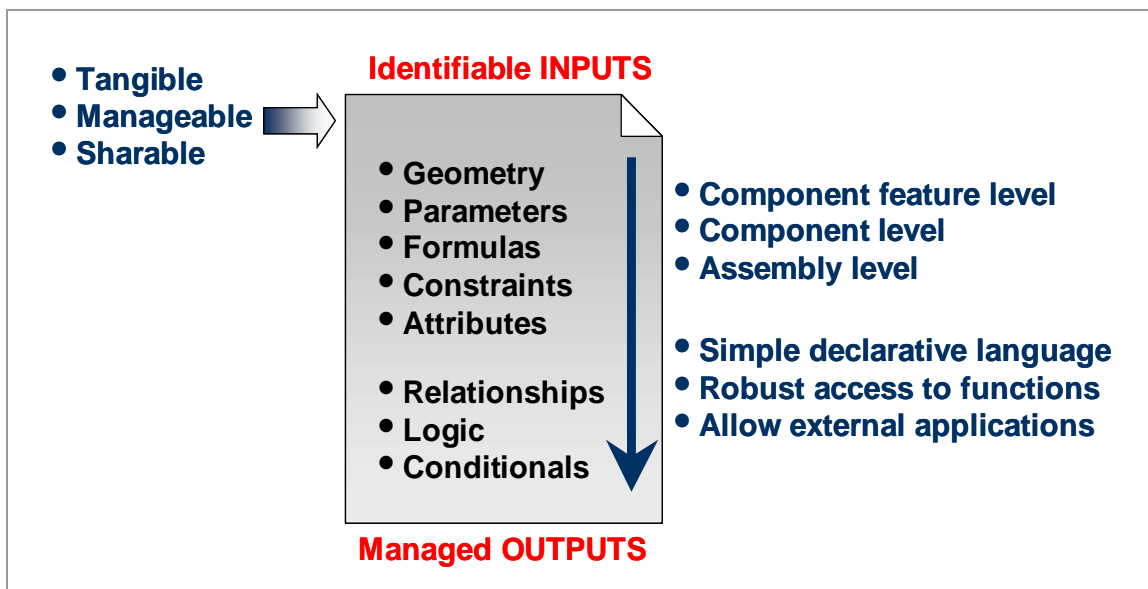 • Tangible
• Manageable
• Sharable
Identifiable INPUTS
• Geometry
• Parameters
• Formulas
• Constraints
• Attributes
• Relationships
• Logic
• Conditionals
• Component feature level
• Component level
• Assembly level
• Simple declarative language
• Robust access to functions
• Allow external applications
Managed OUTPUTS